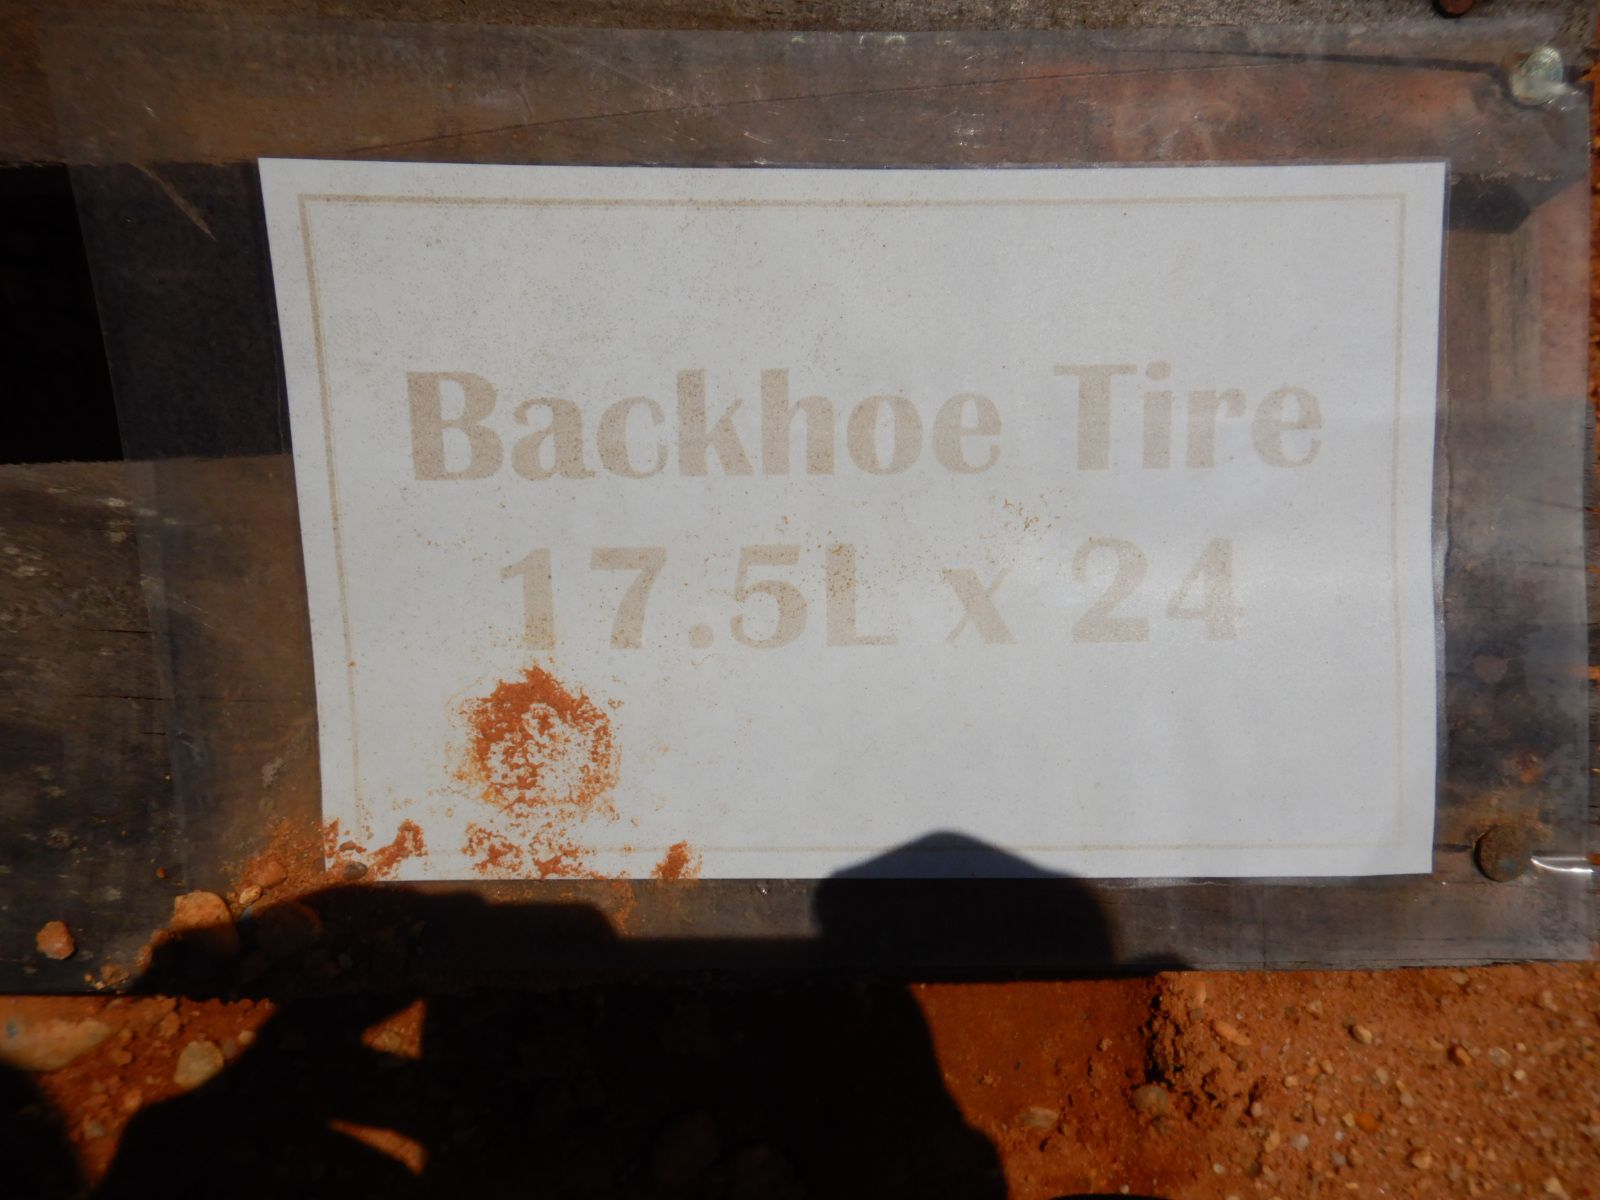 Backhoe Tire
17.5L x 24